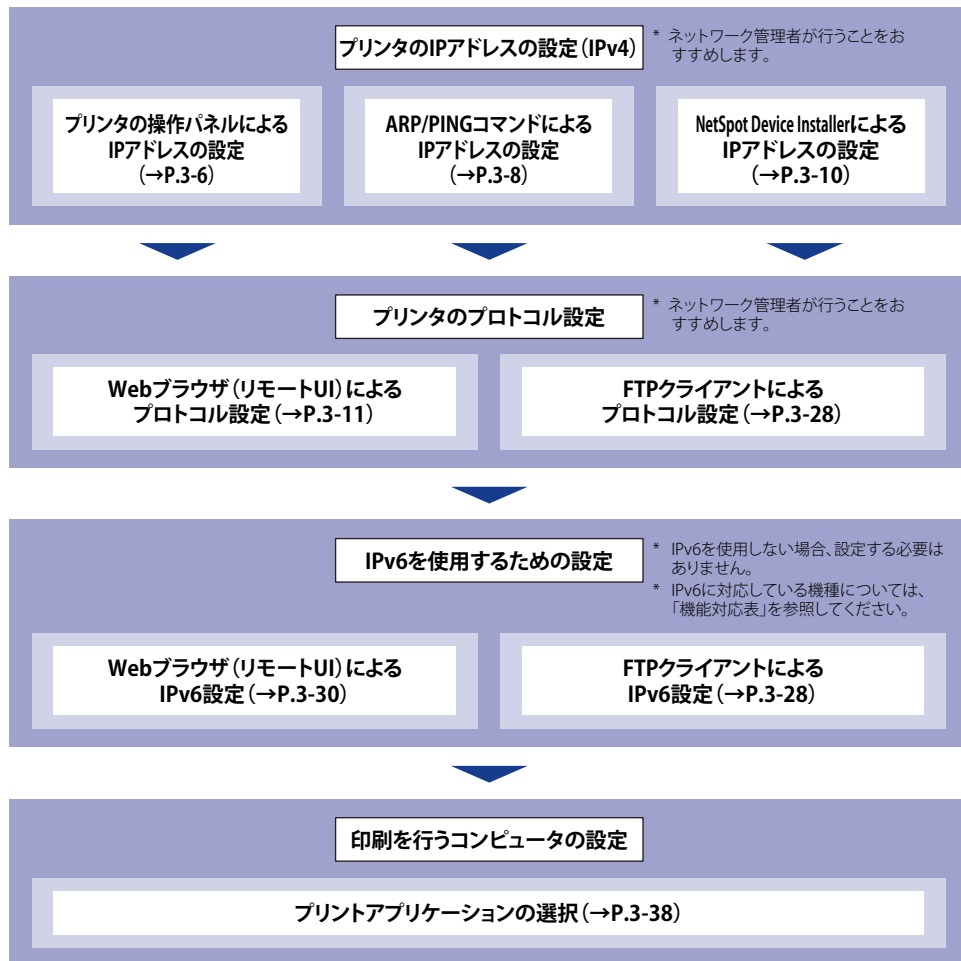 プリンタのIPアドレスの設定（IPv4）
* ネットワーク管理者が行うことをお
すすめします。
プリンタの操作パネルによる
IPアドレスの設定
（→P.3-6）
ARP/PINGコマンドによる
IPアドレスの設定
（→P.3-8）
NetSpot Device Installerによる
IPアドレスの設定
（→P.3-10）
プリンタのプロトコル設定
* ネットワーク管理者が行うことをお
すすめします。
Webブラウザ（リモートUI）による
プロトコル設定（→P.3-11）
FTPクライアントによる
プロトコル設定（→P.3-28）
IPv6を使用するための設定
* IPv6を使用しない場合、設定する必要は
ありません。
* IPv6に対応している機種については、
「機能対応表」を参照してください。
Webブラウザ（リモートUI）による
IPv6設定（→P.3-30）
FTPクライアントによる
IPv6設定（→P.3-28）
印刷を行うコンピュータの設定
プリントアプリケーションの選択（→P.3-38）